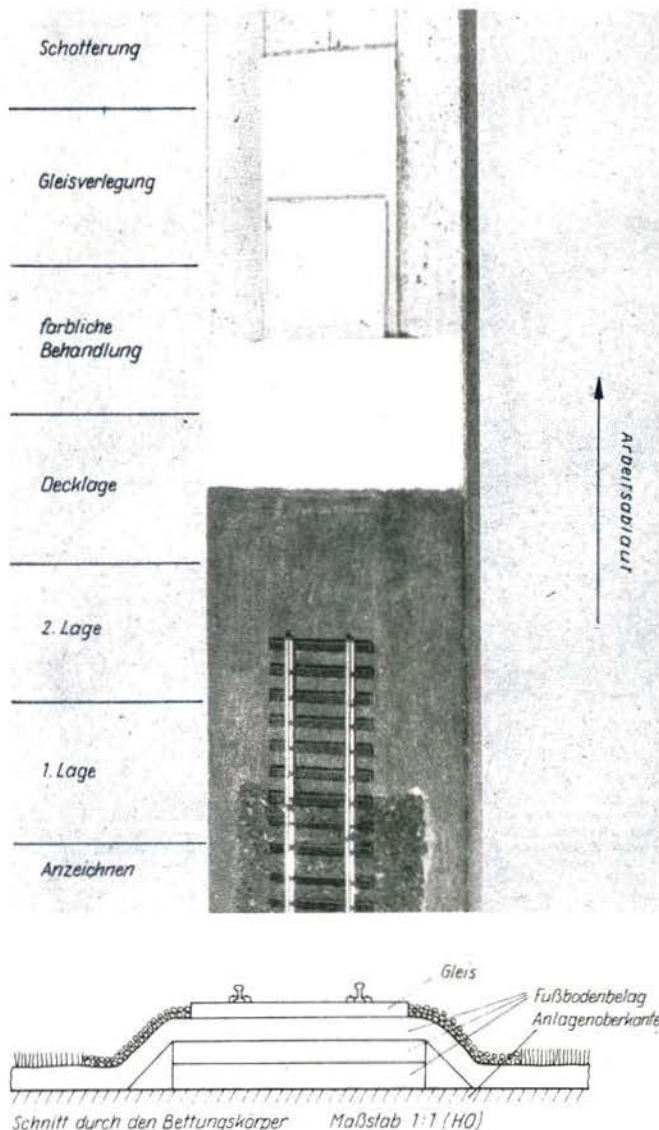 Schotterung
Gleisverlegung
farbliche
Behandlung
Decklage
2. Lage
1. Lage
Anzeichnen
Arbeitsablauf
Gleis
Fußbodenbelag
Anlagenoberkante
Schnitt durch den Bettungskörper Maßstab 1:1 (HO)